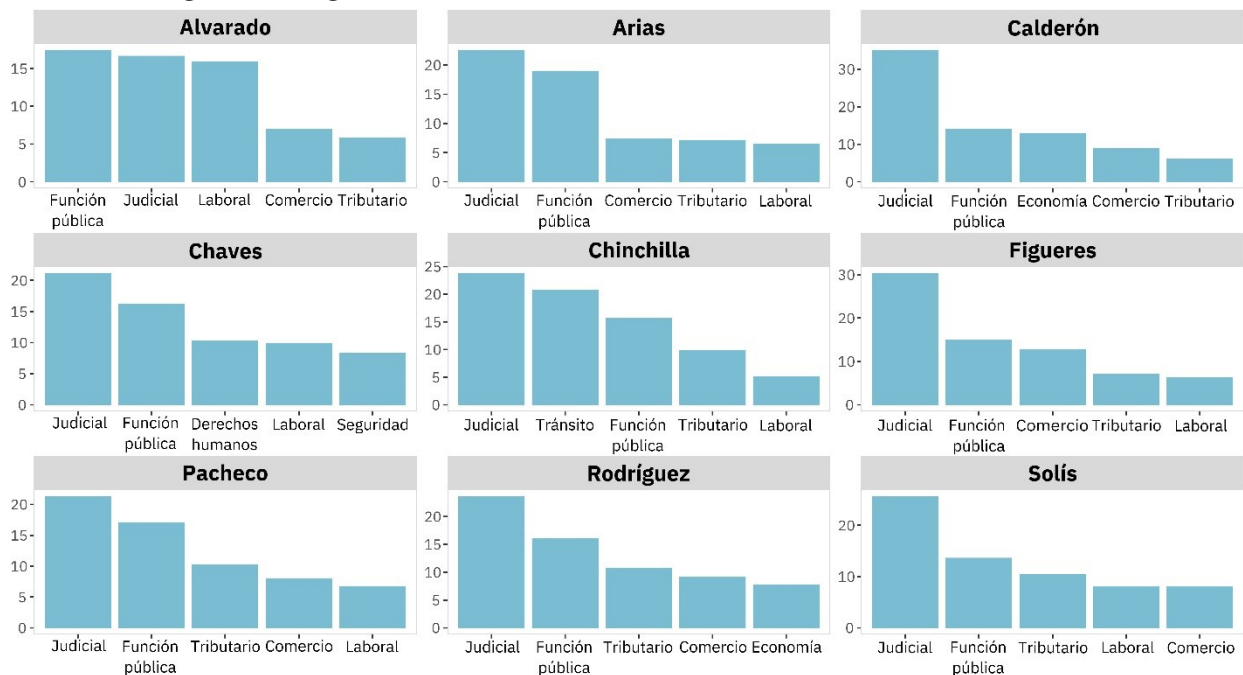 Alvarado
15
10
5
0
Función pública
Judicial
Laboral
Comercio
Tributario
Arias
20
15
10
5
0
Judicial
Función pública
Comercio
Tributario
Laboral
Calderón
30
20
10
0
Judicial
Función pública
Economía
Comercio
Tributario
Chaves
20
15
10
5
0
Judicial
Función pública
Derechos humanos
Laboral
Seguridad
Chinchilla
25
20
15
10
5
0
Judicial
Tránsito
Función pública
Tributario
Laboral
Figueres
30
20
10
0
Judicial
Función pública
Comercio
Tributario
Laboral
Pacheco
20
15
10
5
0
Judicial
Función pública
Tributario
Comercio
Laboral
Rodríguez
20
15
10
5
0
Judicial
Función pública
Tributario
Comercio
Economía
Solís
20
10
0
Judicial
Función pública
Tributario
Laboral
Comercio